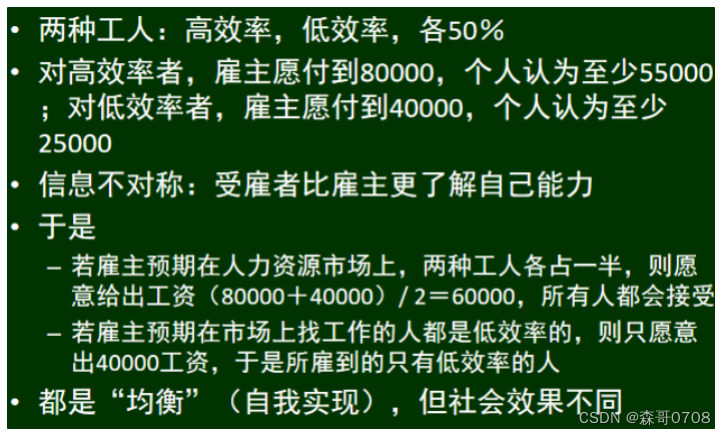 • 两种工人：高效率，低效率，各50％
• 对高效率者，雇主愿付到80000，个人认为至少55000
；对低效率者，雇主愿付到40000，个人认为至少
25000
• 信息不对称：受雇者比雇主更了解自己能力
• 于是
– 若雇主预期在人力资源市场上，两种工人各占一半，则愿
意给出工资（80000＋40000）/ 2＝60000，所有人都会接受
– 若雇主预期在市场上找工作的人都是低效率的，则只愿意
出40000工资，于是所雇到的只有低效率的人
• 都是“均衡”（自我实现），但社会效果不同
CSDN @森哥0708